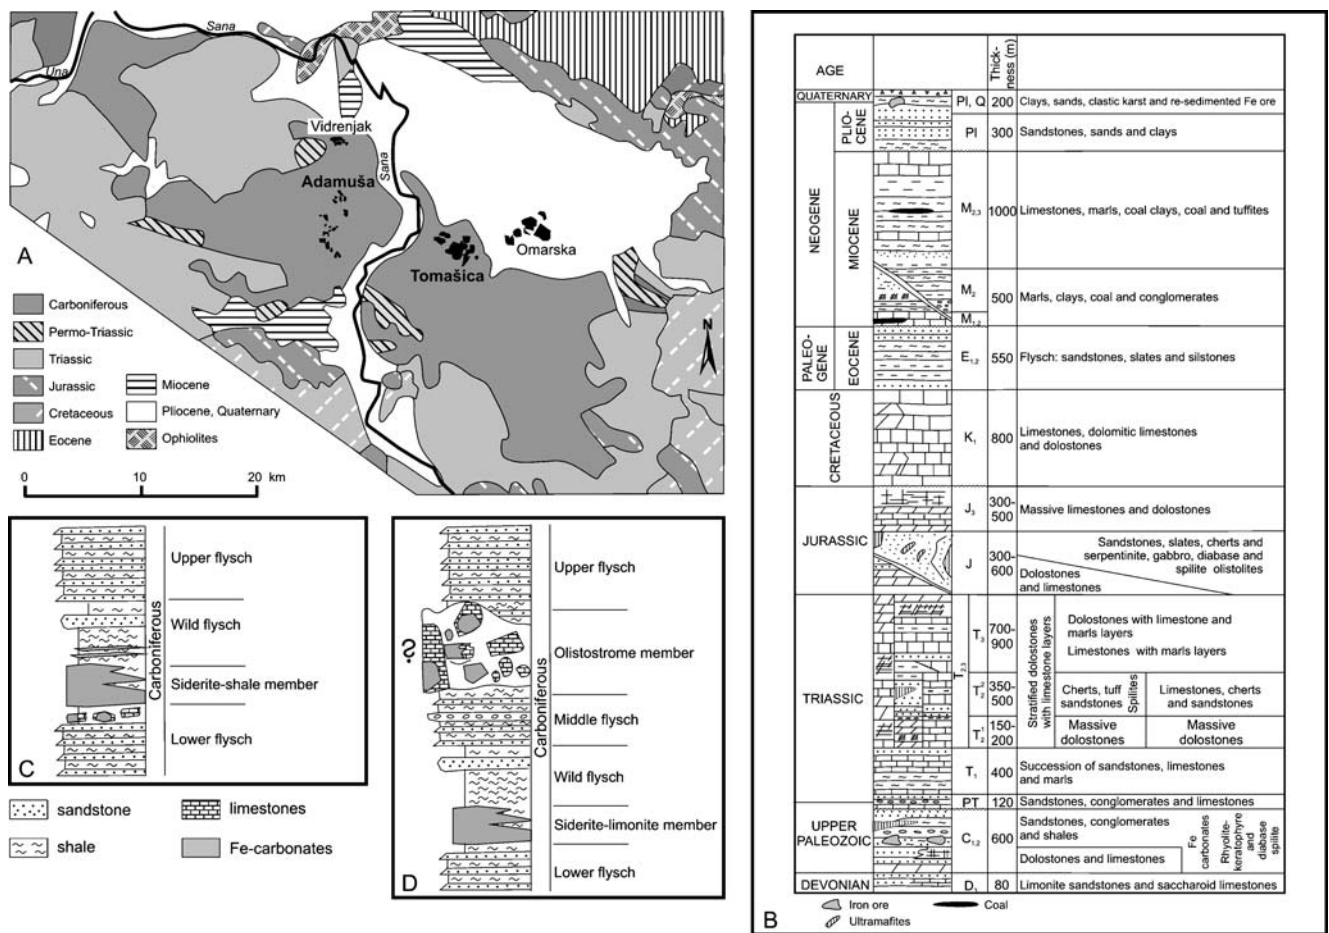 Sana
Una
Vidrenjak
Adamuša
Sana
Omarska
Tomašica
A
N
Carboniferous
Permo-Triassic
Triassic
Jurassic
Cretaceous
Eocene
Miocene
Pliocene, Quaternary
Ophiolites
0 10 20 km
C
Carboniferous
Upper flysch
Wild flysch
Siderite-shale member
Lower flysch
D
?
Carboniferous
Upper flysch
Olistostrome member
Middle flysch
Wild flysch
Siderite-limonite member
Lower flysch
sandstone
shale
limestones
Fe-carbonates
B
AGE
Thick-
ness (m)
QUATERNARY
Pl, Q 200 Clays, sands, clastic karst and re-sedimented Fe ore
NEOGENE
PLIO-
CENE
Pl 300 Sandstones, sands and clays
MIOCENE
M2,3 1000 Limestones, marls, coal clays, coal and tuffites
M2 500 Marls, clays, coal and conglomerates
M1,2
PALEO-
GENE
EOCENE
E1,2 550 Flysch: sandstones, slates and silstones
CRETACEOUS
K1 800 Limestones, dolomitic limestones
and dolostones
JURASSIC
J3 300-
500 Massive limestones and dolostones
J 300-
600
Sandstones, slates, cherts and
serpentinite, gabbro, diabase and
spilite olistolites
Dolostones
and limestones
TRIASSIC
T2,3
Stratified dolostones
with limestone layers
T3 700-
900
Dolostones with limestone and
marls layers
Limestones with marls layers
T2 2 350-
500
Cherts, tuff
sandstones
Spilites
Limestones, cherts
and sandstones
T1 2 150-
200
Massive
dolostones
Massive
dolostones
T1 400 Succession of sandstones, limestones
and marls
PT 120 Sandstones, conglomerates and limestones
UPPER
PALEOZOIC
C1,2 600
Sandstones, conglomerates
and shales
Dolostones and limestones
Fe
carbonates
Rhyolite-
keratophyre
and
diabase
spilite
DEVONIAN
80 Limonite sandstones and saccharoid limestones
Iron ore
Coal
Ultramafites